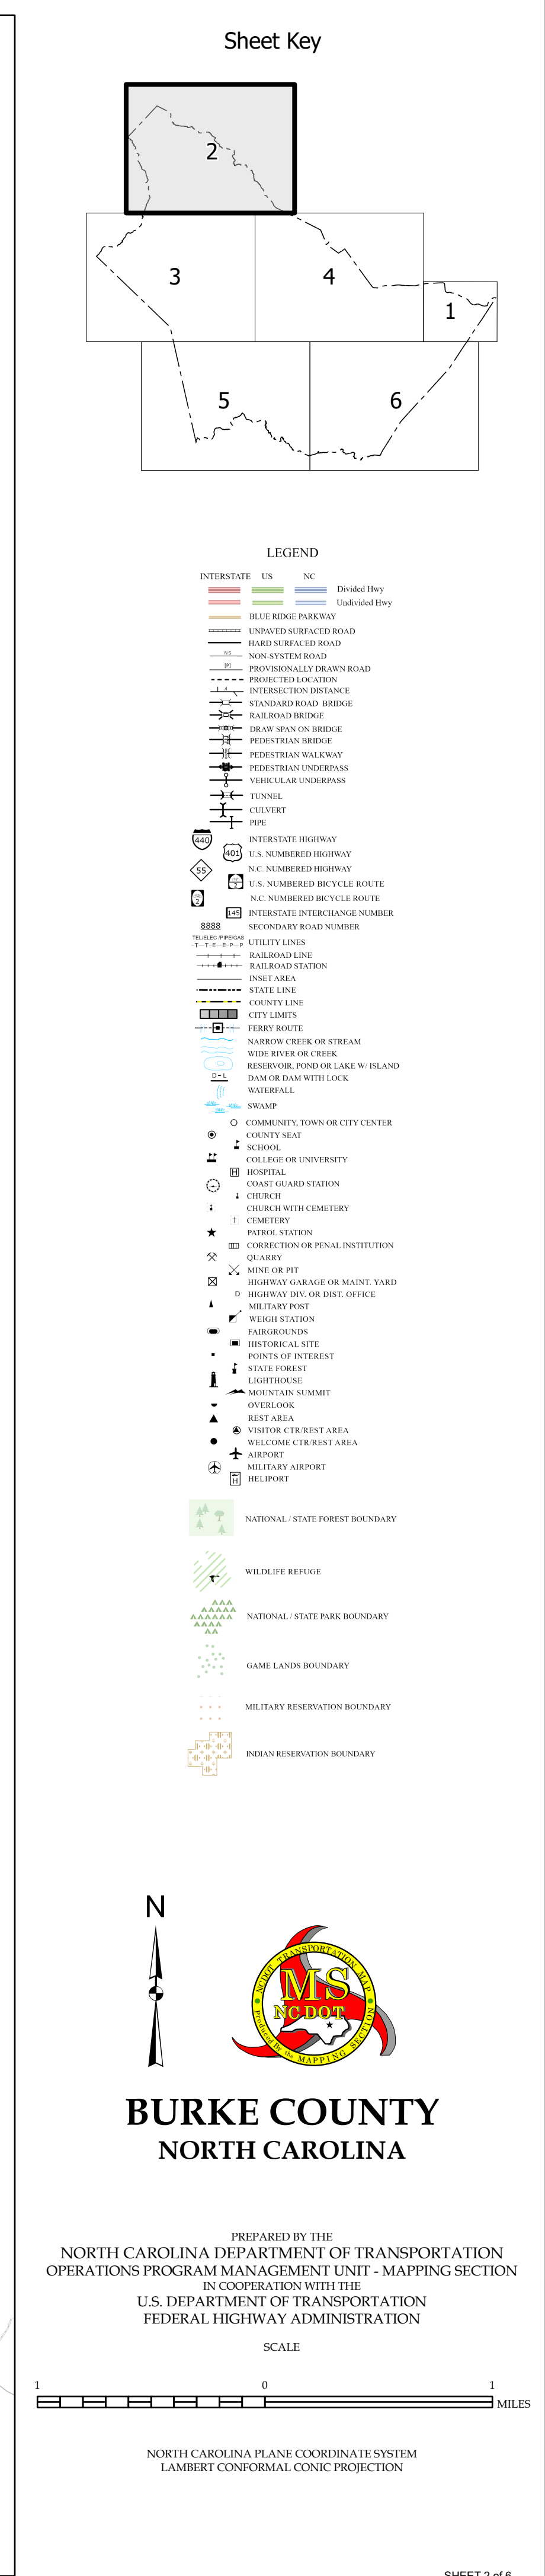 Sheet Key
2
3
4
1
5
6
LEGEND
INTERSTATE US NC
Divided Hwy
Undivided Hwy
BLUE RIDGE PARKWAY
UNPAVED SURFACED ROAD
HARD SURFACED ROAD
NS NON-SYSTEM ROAD
[P] PROVISIONALLY DRAWN ROAD
PROJECTED LOCATION
.4 INTERSECTION DISTANCE
STANDARD ROAD BRIDGE
RAILROAD BRIDGE
DRAW SPAN ON BRIDGE
PEDESTRIAN BRIDGE
PEDESTRIAN WALKWAY
PEDESTRIAN UNDERPASS
VEHICULAR UNDERPASS
TUNNEL
CULVERT
PIPE
440 INTERSTATE HIGHWAY
401 U.S. NUMBERED HIGHWAY
55 N.C. NUMBERED HIGHWAY
2 U.S. NUMBERED BICYCLE ROUTE
2 N.C. NUMBERED BICYCLE ROUTE
145 INTERSTATE INTERCHANGE NUMBER
8888 SECONDARY ROAD NUMBER
TEL/ELEC /PIPE/GAS
-T--T-E--E-P--P UTILITY LINES
RAILROAD LINE
RAILROAD STATION
INSET AREA
STATE LINE
COUNTY LINE
CITY LIMITS
FERRY ROUTE
NARROW CREEK OR STREAM
WIDE RIVER OR CREEK
RESERVOIR, POND OR LAKE W/ ISLAND
D-L DAM OR DAM WITH LOCK
WATERFALL
SWAMP
COMMUNITY, TOWN OR CITY CENTER
COUNTY SEAT
SCHOOL
COLLEGE OR UNIVERSITY
H HOSPITAL
COAST GUARD STATION
CHURCH
CHURCH WITH CEMETERY
CEMETERY
PATROL STATION
CORRECTION OR PENAL INSTITUTION
QUARRY
MINE OR PIT
HIGHWAY GARAGE OR MAINT. YARD
D HIGHWAY DIV. OR DIST. OFFICE
MILITARY POST
WEIGH STATION
FAIRGROUNDS
HISTORICAL SITE
POINTS OF INTEREST
STATE FOREST
LIGHTHOUSE
MOUNTAIN SUMMIT
OVERLOOK
REST AREA
VISITOR CTR/REST AREA
WELCOME CTR/REST AREA
AIRPORT
MILITARY AIRPORT
H HELIPORT
NATIONAL / STATE FOREST BOUNDARY
WILDLIFE REFUGE
NATIONAL / STATE PARK BOUNDARY
GAME LANDS BOUNDARY
MILITARY RESERVATION BOUNDARY
INDIAN RESERVATION BOUNDARY
N
NCDOT TRANSPORTATION MAP
MS
NCDOT
Produced By the MAPPING SECTION
BURKE COUNTY
NORTH CAROLINA
PREPARED BY THE
NORTH CAROLINA DEPARTMENT OF TRANSPORTATION
OPERATIONS PROGRAM MANAGEMENT UNIT - MAPPING SECTION
IN COOPERATION WITH THE
U.S. DEPARTMENT OF TRANSPORTATION
FEDERAL HIGHWAY ADMINISTRATION
SCALE
1 0 1
MILES
NORTH CAROLINA PLANE COORDINATE SYSTEM
LAMBERT CONFORMAL CONIC PROJECTION
SHEET 2 of 6